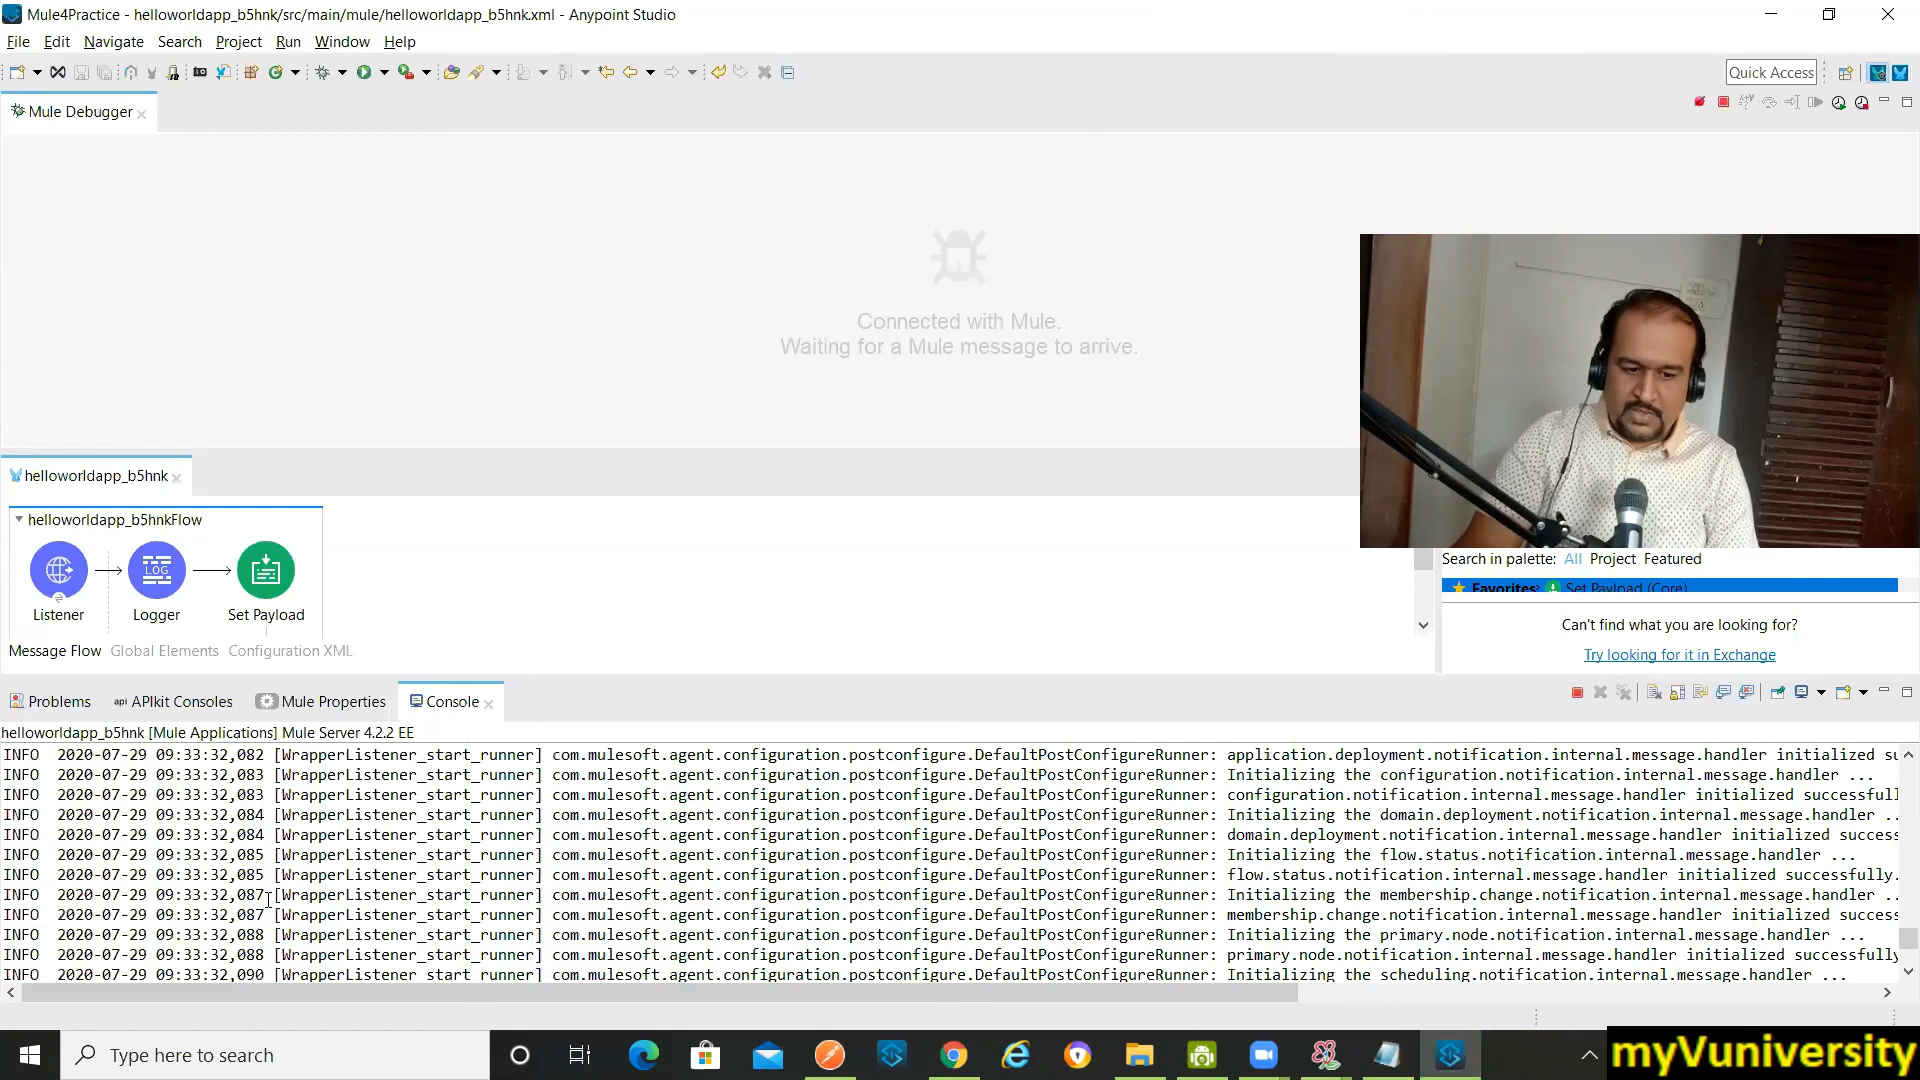 Mule4Practice - helloworldapp_b5hnk/src/main/mule/helloworldapp_b5hnk.xml - Anypoint Studio
File Edit Navigate Search Project Run Window Help
Quick Access
Mule Debugger
Connected with Mule.
Waiting for a Mule message to arrive.
helloworldapp_b5hnk
helloworldapp_b5hnkFlow
LOG
Listener Logger Set Payload
Message Flow Global Elements Configuration XML
Search in palette: All Project Featured
Favorites: Set Payload (Core)
Can't find what you are looking for?
Try looking for it in Exchange
Problems api APIkit Consoles Mule Properties Console
helloworldapp_b5hnk [Mule Applications] Mule Server 4.2.2 EE
INFO 2020-07-29 09:33:32,082 [WrapperListener_start_runner] com.mulesoft.agent.configuration.postconfigure.DefaultPostConfigureRunner: application.deployment.notification.internal.message.handler initialized su
INFO 2020-07-29 09:33:32,083 [WrapperListener_start_runner] com.mulesoft.agent.configuration.postconfigure.DefaultPostConfigureRunner: Initializing the configuration.notification.internal.message.handler ...
INFO 2020-07-29 09:33:32,083 [WrapperListener_start_runner] com.mulesoft.agent.configuration.postconfigure.DefaultPostConfigureRunner: configuration.notification.internal.message.handler initialized successfull
INFO 2020-07-29 09:33:32,084 [WrapperListener_start_runner] com.mulesoft.agent.configuration.postconfigure.DefaultPostConfigureRunner: Initializing the domain.deployment.notification.internal.message.handler ..
INFO 2020-07-29 09:33:32,084 [WrapperListener_start_runner] com.mulesoft.agent.configuration.postconfigure.DefaultPostConfigureRunner: domain.deployment.notification.internal.message.handler initialized success
INFO 2020-07-29 09:33:32,085 [WrapperListener_start_runner] com.mulesoft.agent.configuration.postconfigure.DefaultPostConfigureRunner: Initializing the flow.status.notification.internal.message.handler ...
INFO 2020-07-29 09:33:32,085 [WrapperListener_start_runner] com.mulesoft.agent.configuration.postconfigure.DefaultPostConfigureRunner: flow.status.notification.internal.message.handler initialized successfully.
INFO 2020-07-29 09:33:32,087 [WrapperListener_start_runner] com.mulesoft.agent.configuration.postconfigure.DefaultPostConfigureRunner: Initializing the membership.change.notification.internal.message.handler ..
INFO 2020-07-29 09:33:32,087 [WrapperListener_start_runner] com.mulesoft.agent.configuration.postconfigure.DefaultPostConfigureRunner: membership.change.notification.internal.message.handler initialized success
INFO 2020-07-29 09:33:32,088 [WrapperListener_start_runner] com.mulesoft.agent.configuration.postconfigure.DefaultPostConfigureRunner: Initializing the primary.node.notification.internal.message.handler ...
INFO 2020-07-29 09:33:32,088 [WrapperListener_start_runner] com.mulesoft.agent.configuration.postconfigure.DefaultPostConfigureRunner: primary.node.notification.internal.message.handler initialized successfully
INFO 2020-07-29 09:33:32,090 [WrapperListener_start_runner] com.mulesoft.agent.configuration.postconfigure.DefaultPostConfigureRunner: Initializing the scheduling.notification.internal.message.handler ...
Type here to search
myVuniversity